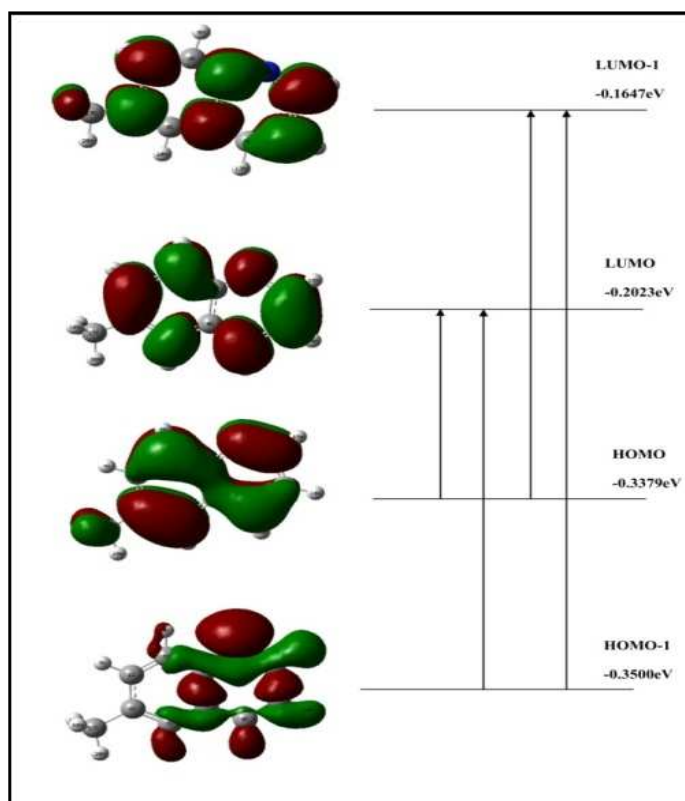 LUMO-1
-0.1647eV
LUMO
-0.2023eV
HOMO
-0.3379eV
HOMO-1
-0.3500eV